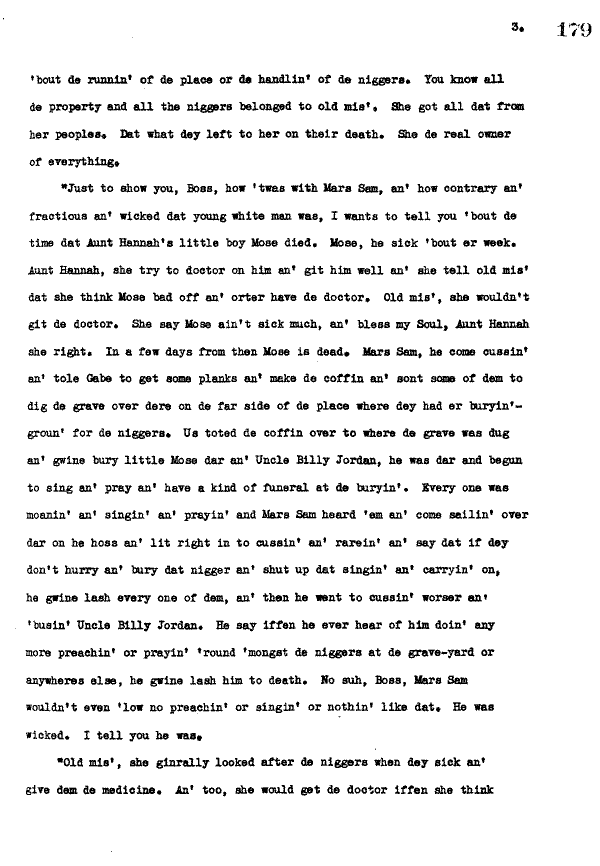 3. 179
'bout de runnin' of de place or de handlin' of de niggers. You know all
de property and all the niggers belonged to old mis'. She got all dat from
her peoples. Dat what dey left to her on their death. She de real owner
of everything.
"Just to show you, Boss, how 'twas with Mars Sam, an' how contrary an'
fractious an' wicked dat young white man was, I wants to tell you 'bout de
time dat Aunt Hannah's little boy Mose died. Mose, he sick 'bout er week.
Aunt Hannah, she try to doctor on him an' git him well an' she tell old mis'
dat she think Mose bad off an' orter have de doctor. Old mis', she wouldn't
git de doctor. She say Mose ain't sick much, an' bless my Soul, Aunt Hannah
she right. In a few days from then Mose is dead. Mars Sam, he come cussin'
an' tole Gabe to get some planks an' make de coffin an' sont some of dem to
dig de grave over dere on de far side of de place where dey had er buryin'-
groun' for de niggers. Us toted de coffin over to where de grave was dug
an' gwine bury little Mose dar an' Uncle Billy Jordan, he was dar and begun
to sing an' pray an' have a kind of funeral at de buryin'. Every one was
moanin' an' singin' an' prayin' and Mars Sam heard 'em an' come sailin' over
dar on he hoss an' lit right in to cussin' an' rarein' an' say dat if dey
don't hurry an' bury dat nigger an' shut up dat singin' an' carryin' on,
he gwine lash every one of dem, an' then he went to cussin' worser an'
'busin' Uncle Billy Jordan. He say iffen he ever hear of him doin' any
more preachin' or prayin' 'round 'mongst de niggers at de grave-yard or
anywheres else, he gwine lash him to death. No suh, Boss, Mars Sam
wouldn't even 'low no preachin' or singin' or nothin' like dat. He was
wicked. I tell you he was.
"Old mis', she ginrally looked after de niggers when dey sick an'
give dem de medicine. An' too, she would get de doctor iffen she think